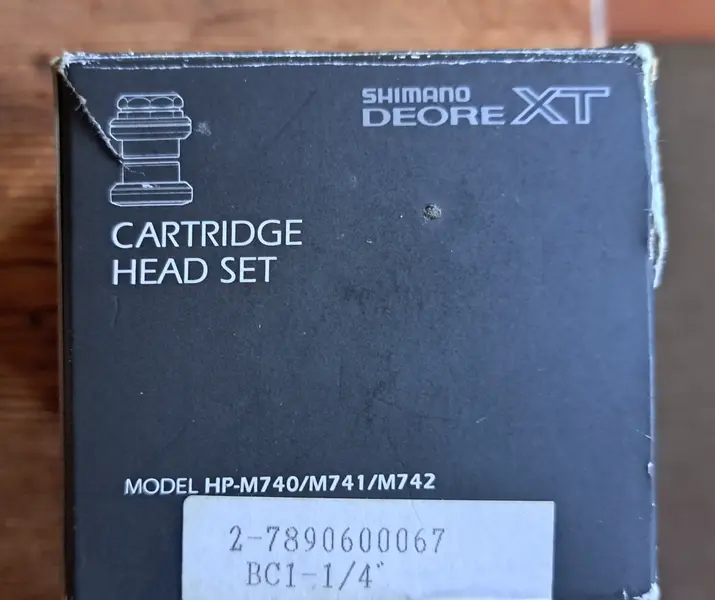 SHIMANO
DEORE XT
CARTRIDGE
HEAD SET
MODEL HP-M740/M741/M742
2-7890600067
BC1-1/4"